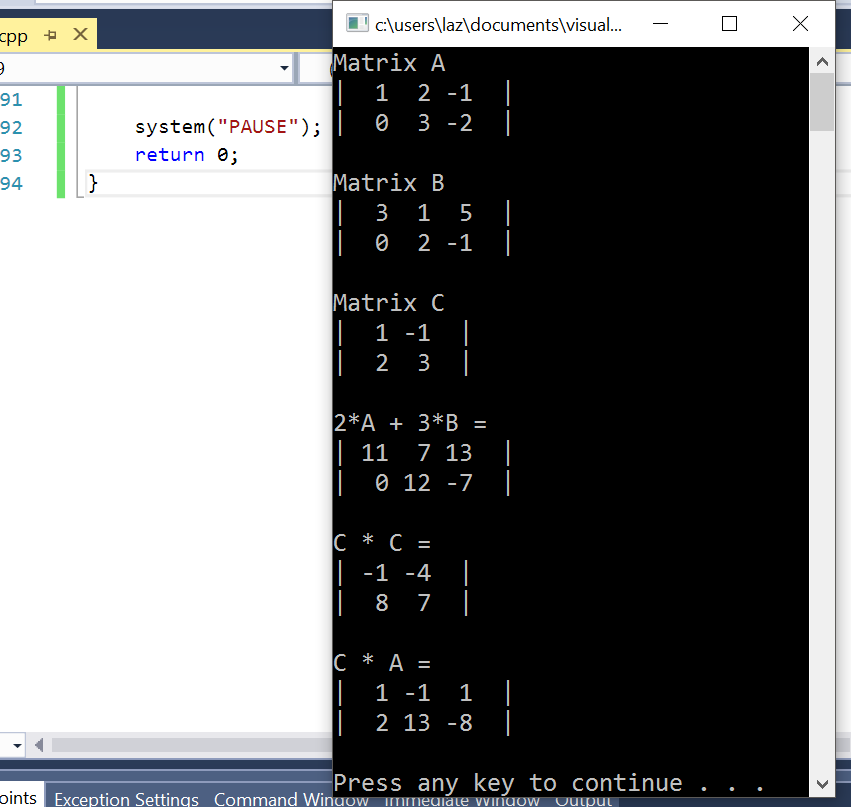 cpp
c:\users\laz\documents\visual...
9
91
92 system("PAUSE");
93 return 0;
94 }
Matrix A
| 1 2 -1 |
| 0 3 -2 |
Matrix B
| 3 1 5 |
| 0 2 -1 |
Matrix C
| 1 -1 |
| 2 3 |
2*A + 3*B =
| 11 7 13 |
| 0 12 -7 |
C * C =
| -1 -4 |
| 8 7 |
C * A =
| 1 -1 1 |
| 2 13 -8 |
Press any key to continue . . .
oints Exception Settings Command Window Immediate Window Output